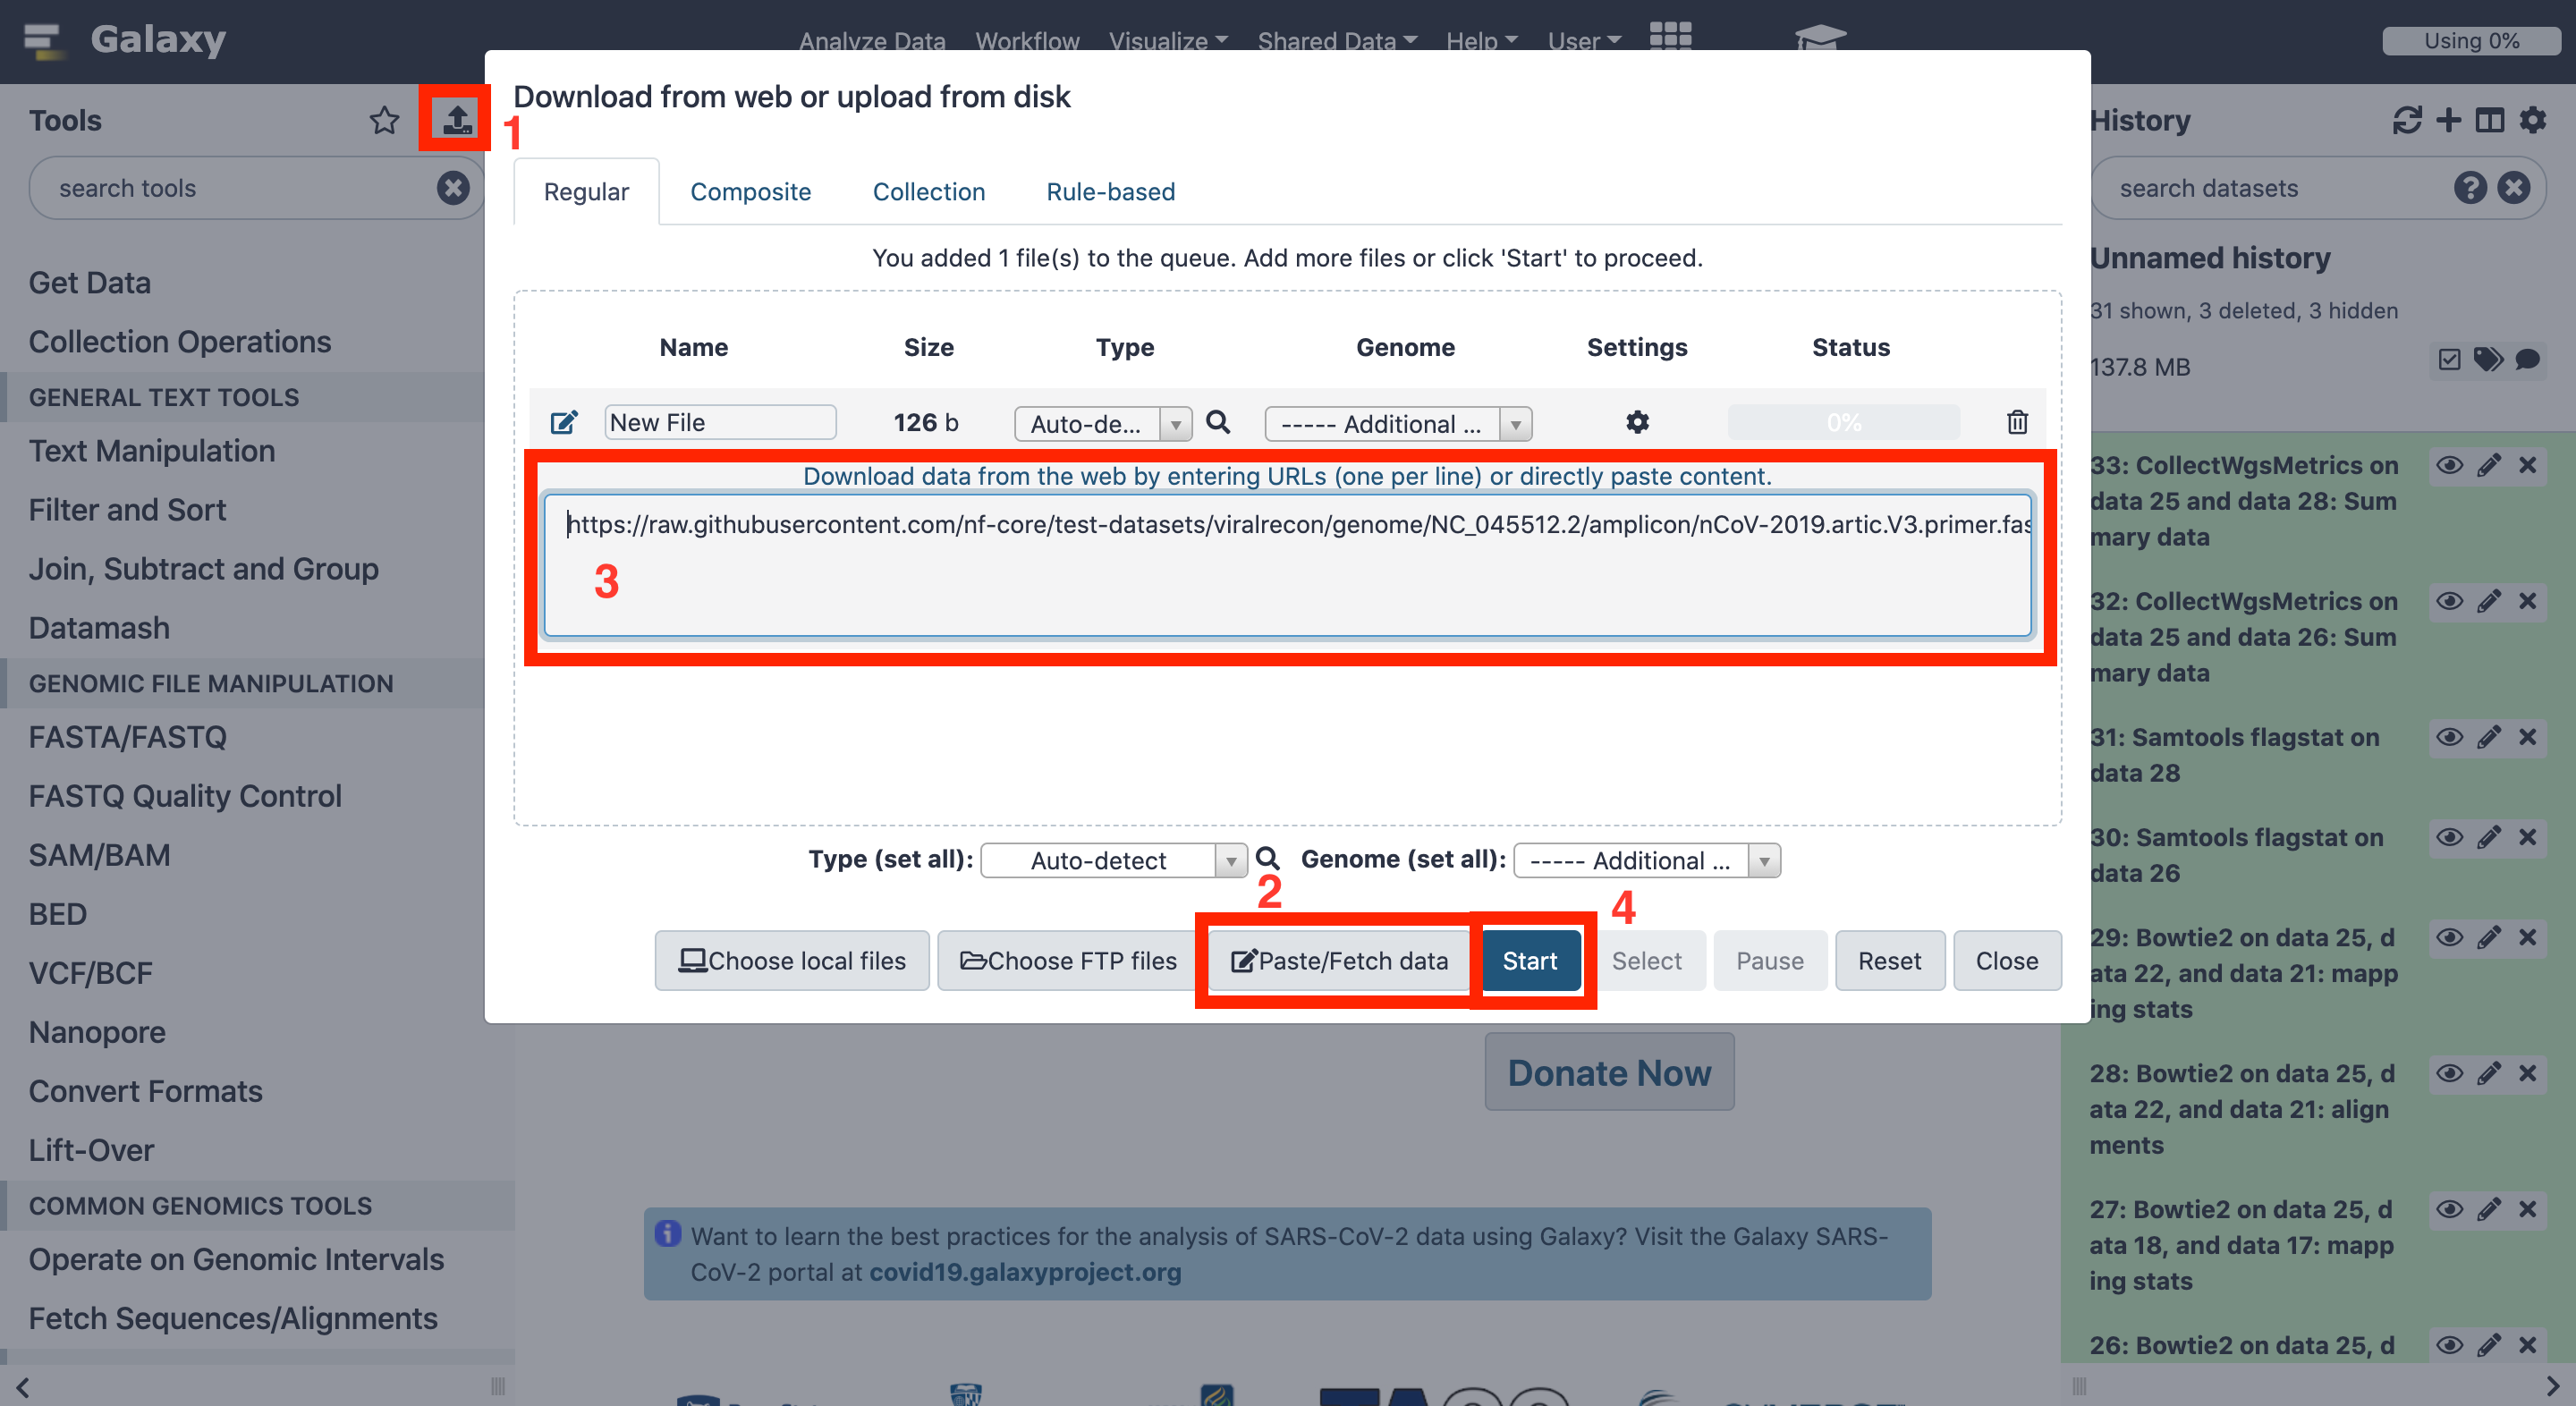 Galaxy
Analyze Data Workflow Visualize Shared Data Help User
Using 0%
Tools
1
search tools
Get Data
Collection Operations
GENERAL TEXT TOOLS
Text Manipulation
Filter and Sort
Join, Subtract and Group
Datamash
GENOMIC FILE MANIPULATION
FASTA/FASTQ
FASTQ Quality Control
SAM/BAM
BED
VCF/BCF
Nanopore
Convert Formats
Lift-Over
COMMON GENOMICS TOOLS
Operate on Genomic Intervals
Fetch Sequences/Alignments
Download from web or upload from disk
Regular Composite Collection Rule-based
You added 1 file(s) to the queue. Add more files or click 'Start' to proceed.
Name Size Type Genome Settings Status
New File 126 b Auto-de... ----- Additional ... 0%
Download data from the web by entering URLs (one per line) or directly paste content.
https://raw.githubusercontent.com/nf-core/test-datasets/viralrecon/genome/NC_045512.2/amplicon/nCoV-2019.artic.V3.primer.fas
3
Type (set all): Auto-detect Genome (set all): ----- Additional ...
2 4
Choose local files Choose FTP files Paste/Fetch data Start Select Pause Reset Close
Donate Now
Want to learn the best practices for the analysis of SARS-CoV-2 data using Galaxy? Visit the Galaxy SARS-
CoV-2 portal at covid19.galaxyproject.org
History
search datasets
Unnamed history
31 shown, 3 deleted, 3 hidden
137.8 MB
33: CollectWgsMetrics on
data 25 and data 28: Sum
mary data
32: CollectWgsMetrics on
data 25 and data 26: Sum
mary data
31: Samtools flagstat on
data 28
30: Samtools flagstat on
data 26
29: Bowtie2 on data 25, d
ata 22, and data 21: mapp
ing stats
28: Bowtie2 on data 25, d
ata 22, and data 21: align
ments
27: Bowtie2 on data 25, d
ata 18, and data 17: mapp
ing stats
26: Bowtie2 on data 25, d